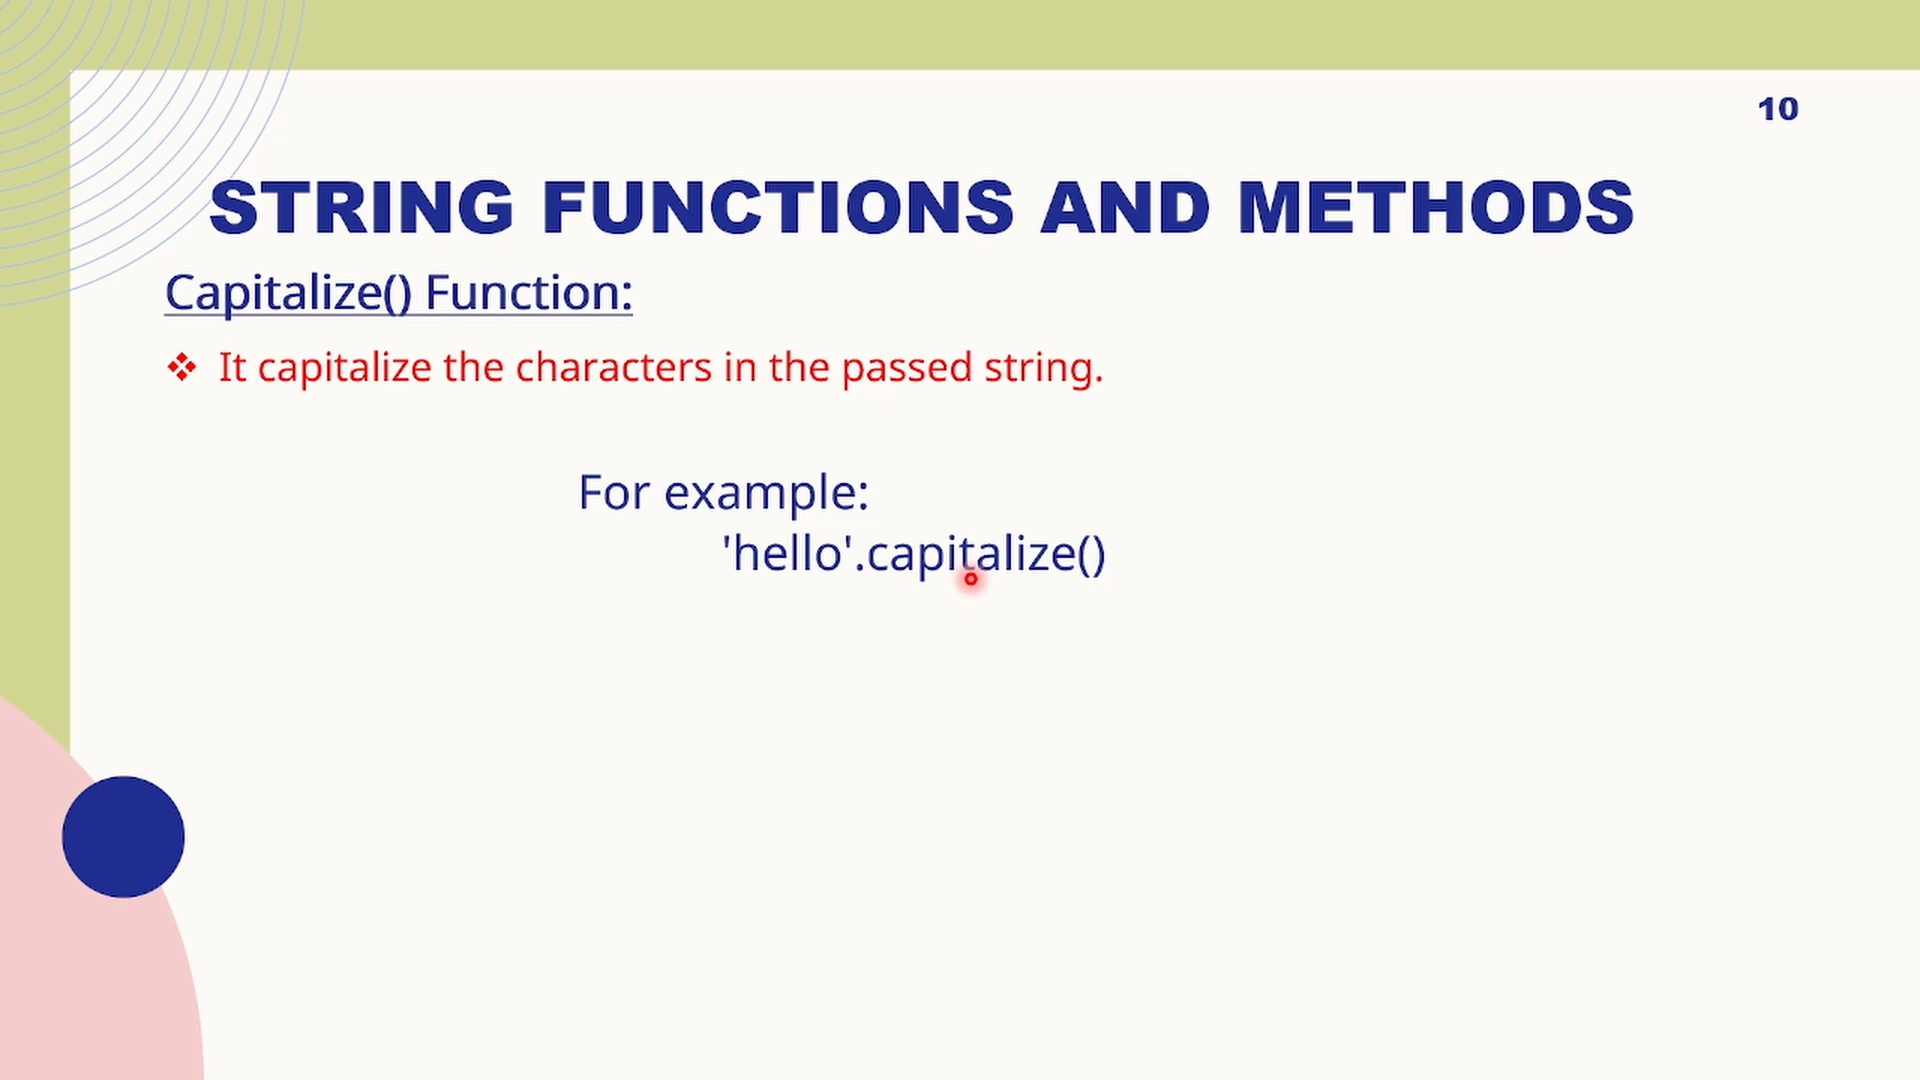 10
STRING FUNCTIONS AND METHODS
Capitalize() Function:
❖ It capitalize the characters in the passed string.
For example:
'hello'.capitalize()